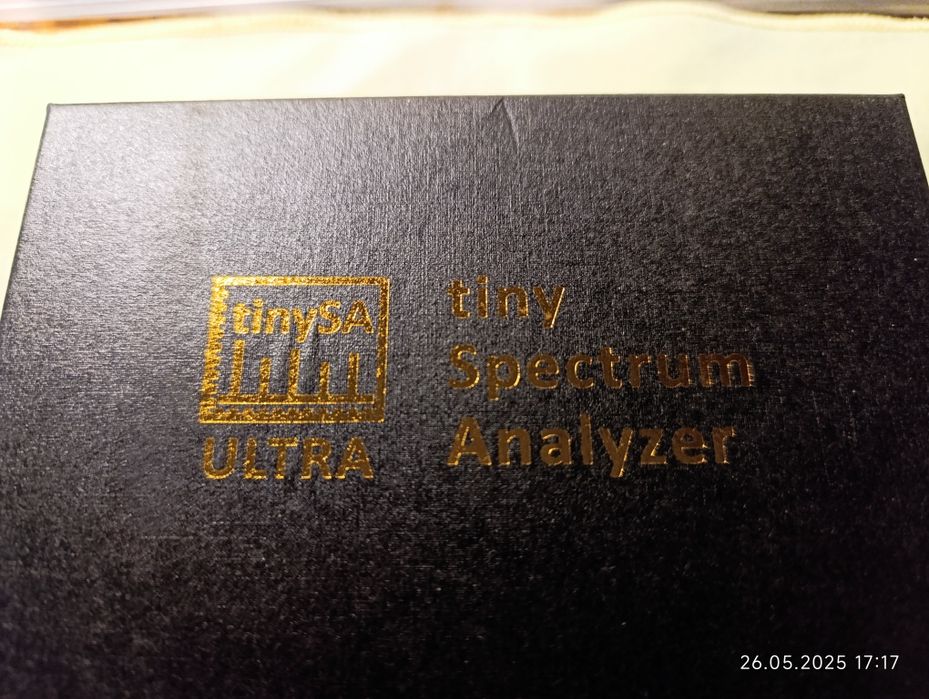 tinySA
ULTRA
tiny
Spectrum
Analyzer
26.05.2025 17:17